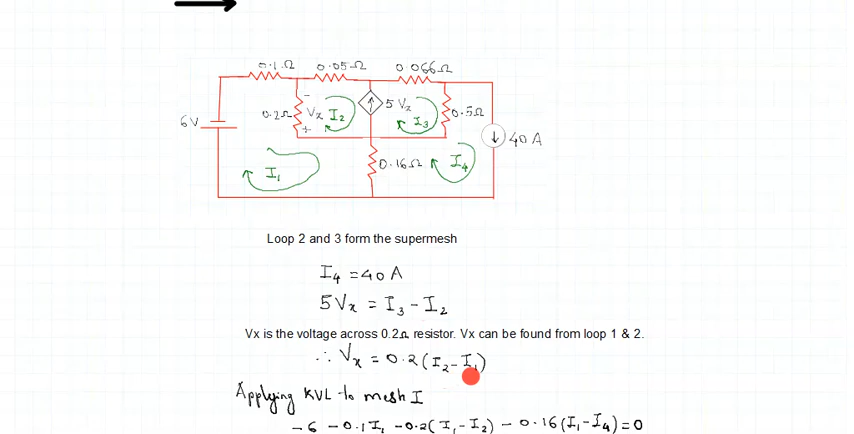 0.1Ω 0.05Ω 0.066Ω
6V 0.2Ω - Vx + I2 5Vx I3 0.5Ω 40A
I1 0.16Ω I4
Loop 2 and 3 form the supermesh
I4 = 40A
5Vx = I3 - I2
Vx is the voltage across 0.2Ω resistor. Vx can be found from loop 1 & 2.
∴ Vx = 0.2(I2 - I1)
Applying KVL to mesh I
-6 -0.1I1 -0.2(I1-I2) - 0.16(I1-I4)=0